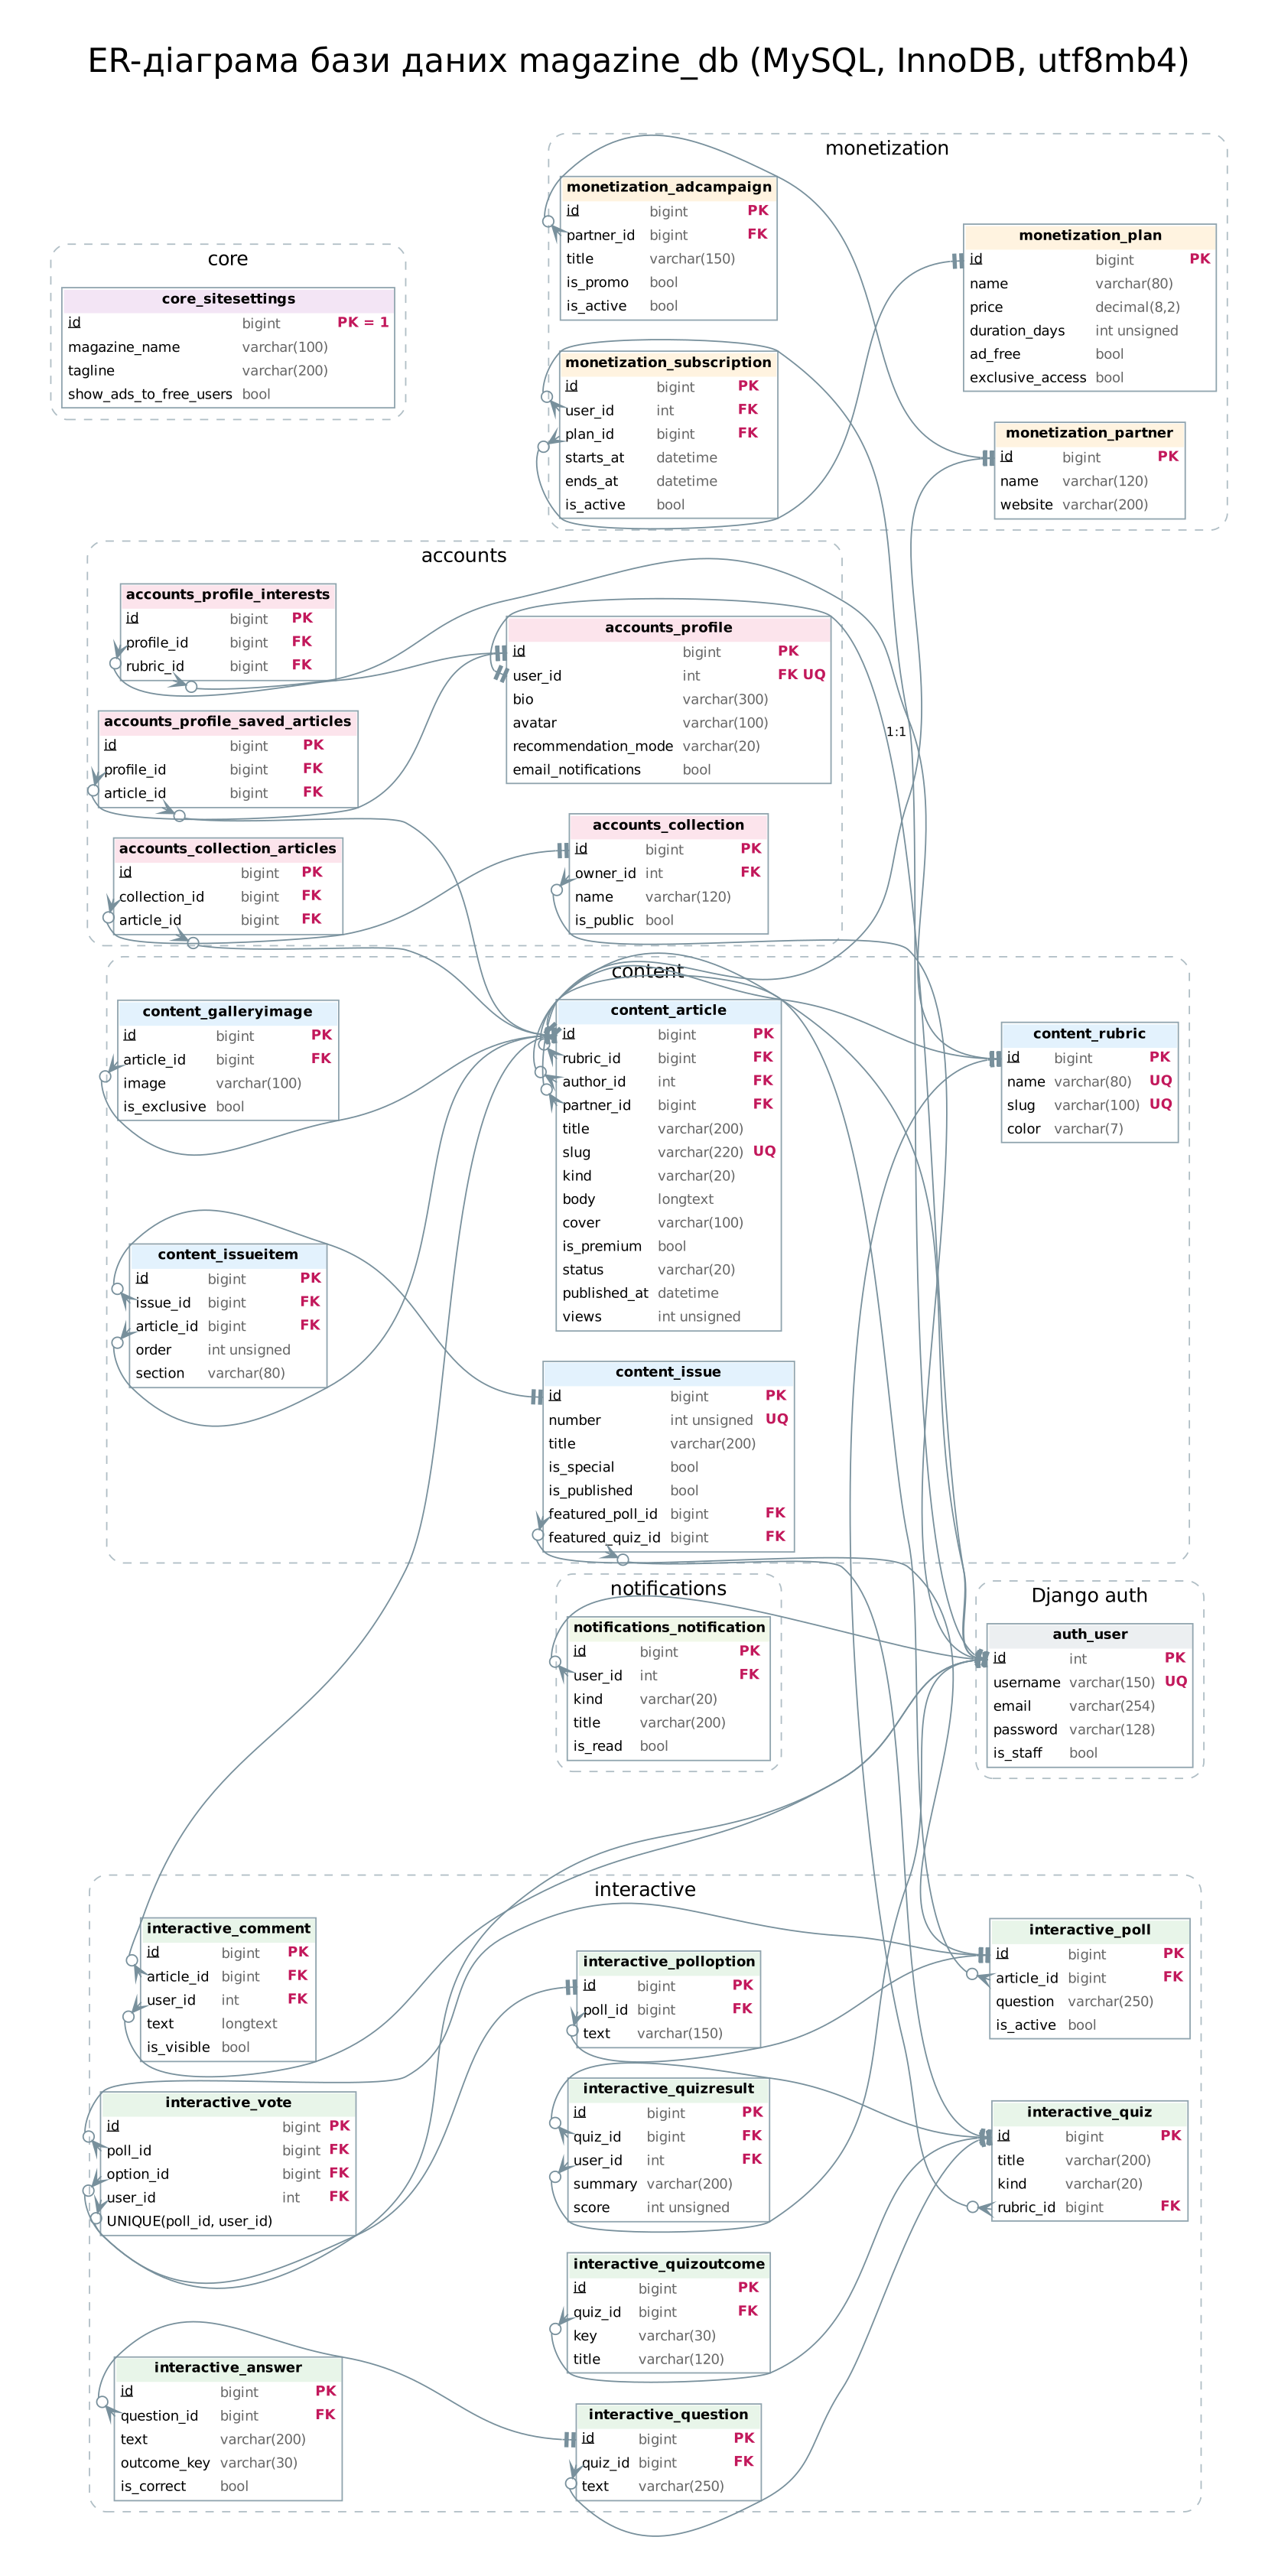 ER-діаграма бази даних magazine_db (MySQL, InnoDB, utf8mb4)
monetization
monetization_adcampaign
id bigint PK
partner_id bigint FK
title varchar(150)
is_promo bool
is_active bool
monetization_plan
id bigint PK
name varchar(80)
price decimal(8,2)
duration_days int unsigned
ad_free bool
exclusive_access bool
core
core_sitesettings
id bigint PK = 1
magazine_name varchar(100)
tagline varchar(200)
show_ads_to_free_users bool
monetization_subscription
id bigint PK
user_id int FK
plan_id bigint FK
starts_at datetime
ends_at datetime
is_active bool
monetization_partner
id bigint PK
name varchar(120)
website varchar(200)
accounts
accounts_profile_interests
id bigint PK
profile_id bigint FK
rubric_id bigint FK
accounts_profile
id bigint PK
user_id int FK UQ
bio varchar(300)
avatar varchar(100)
recommendation_mode varchar(20)
email_notifications bool
1:1
accounts_profile_saved_articles
id bigint PK
profile_id bigint FK
article_id bigint FK
accounts_collection
id bigint PK
owner_id int FK
name varchar(120)
is_public bool
accounts_collection_articles
id bigint PK
collection_id bigint FK
article_id bigint FK
content
content_galleryimage
id bigint PK
article_id bigint FK
image varchar(100)
is_exclusive bool
content_article
id bigint PK
rubric_id bigint FK
author_id int FK
partner_id bigint FK
title varchar(200)
slug varchar(220) UQ
kind varchar(20)
body longtext
cover varchar(100)
is_premium bool
status varchar(20)
published_at datetime
views int unsigned
content_rubric
id bigint PK
name varchar(80) UQ
slug varchar(100) UQ
color varchar(7)
content_issueitem
id bigint PK
issue_id bigint FK
article_id bigint FK
order int unsigned
section varchar(80)
content_issue
id bigint PK
number int unsigned UQ
title varchar(200)
is_special bool
is_published bool
featured_poll_id bigint FK
featured_quiz_id bigint FK
notifications
notifications_notification
id bigint PK
user_id int FK
kind varchar(20)
title varchar(200)
is_read bool
Django auth
auth_user
id int PK
username varchar(150) UQ
email varchar(254)
password varchar(128)
is_staff bool
interactive
interactive_comment
id bigint PK
article_id bigint FK
user_id int FK
text longtext
is_visible bool
interactive_polloption
id bigint PK
poll_id bigint FK
text varchar(150)
interactive_poll
id bigint PK
article_id bigint FK
question varchar(250)
is_active bool
interactive_vote
id bigint PK
poll_id bigint FK
option_id bigint FK
user_id int FK
UNIQUE(poll_id, user_id)
interactive_quizresult
id bigint PK
quiz_id bigint FK
user_id int FK
summary varchar(200)
score int unsigned
interactive_quiz
id bigint PK
title varchar(200)
kind varchar(20)
rubric_id bigint FK
interactive_quizoutcome
id bigint PK
quiz_id bigint FK
key varchar(30)
title varchar(120)
interactive_answer
id bigint PK
question_id bigint FK
text varchar(200)
outcome_key varchar(30)
is_correct bool
interactive_question
id bigint PK
quiz_id bigint FK
text varchar(250)